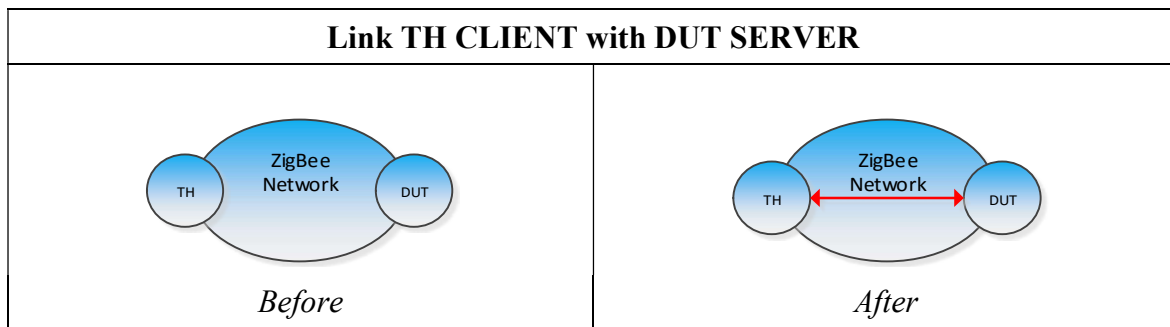 Link TH CLIENT with DUT SERVER
ZigBee
Network
TH
DUT
Before
ZigBee
Network
TH
DUT
After